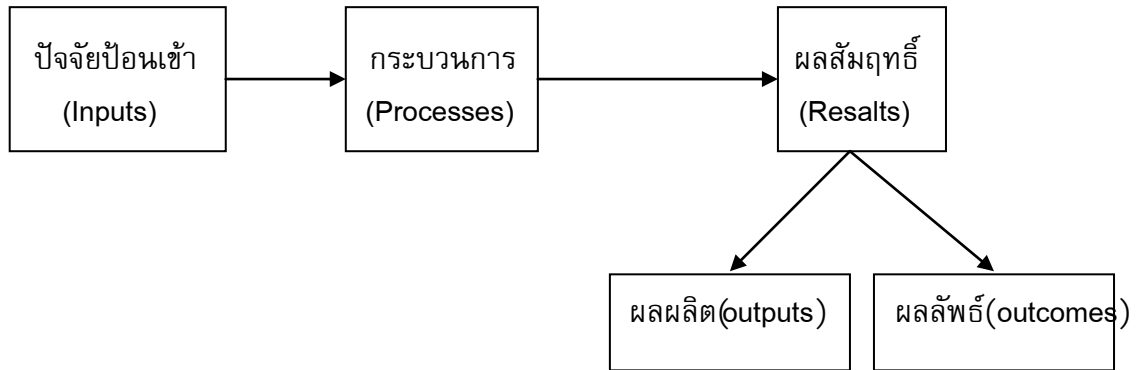 ปัจจัยป้อนเข้า
(Inputs)
กระบวนการ
(Processes)
ผลสัมฤทธิ์
(Resalts)
ผลผลิต(outputs)
ผลลัพธ์(outcomes)